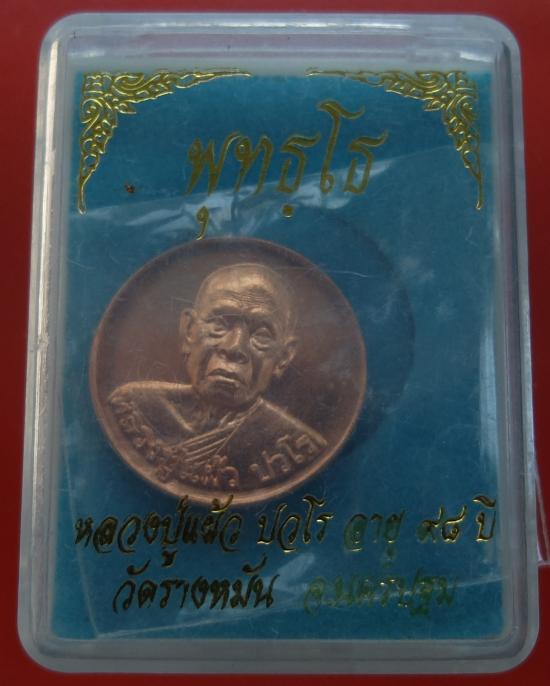 พุทธฺโธ
หลวงปู่แผ้ว ปวโร
หลวงปู่แผ้ว ปวโร อายุ ๙๘ ปี
วัดรางหมัน จ.นครปฐม